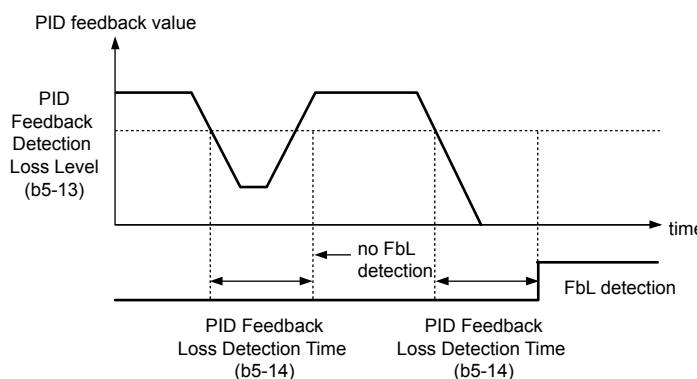 PID feedback value
PID
Feedback
Detection
Loss Level
(b5-13)
time
no FbL
detection
FbL detection
PID Feedback
Loss Detection Time
(b5-14)
PID Feedback
Loss Detection Time
(b5-14)